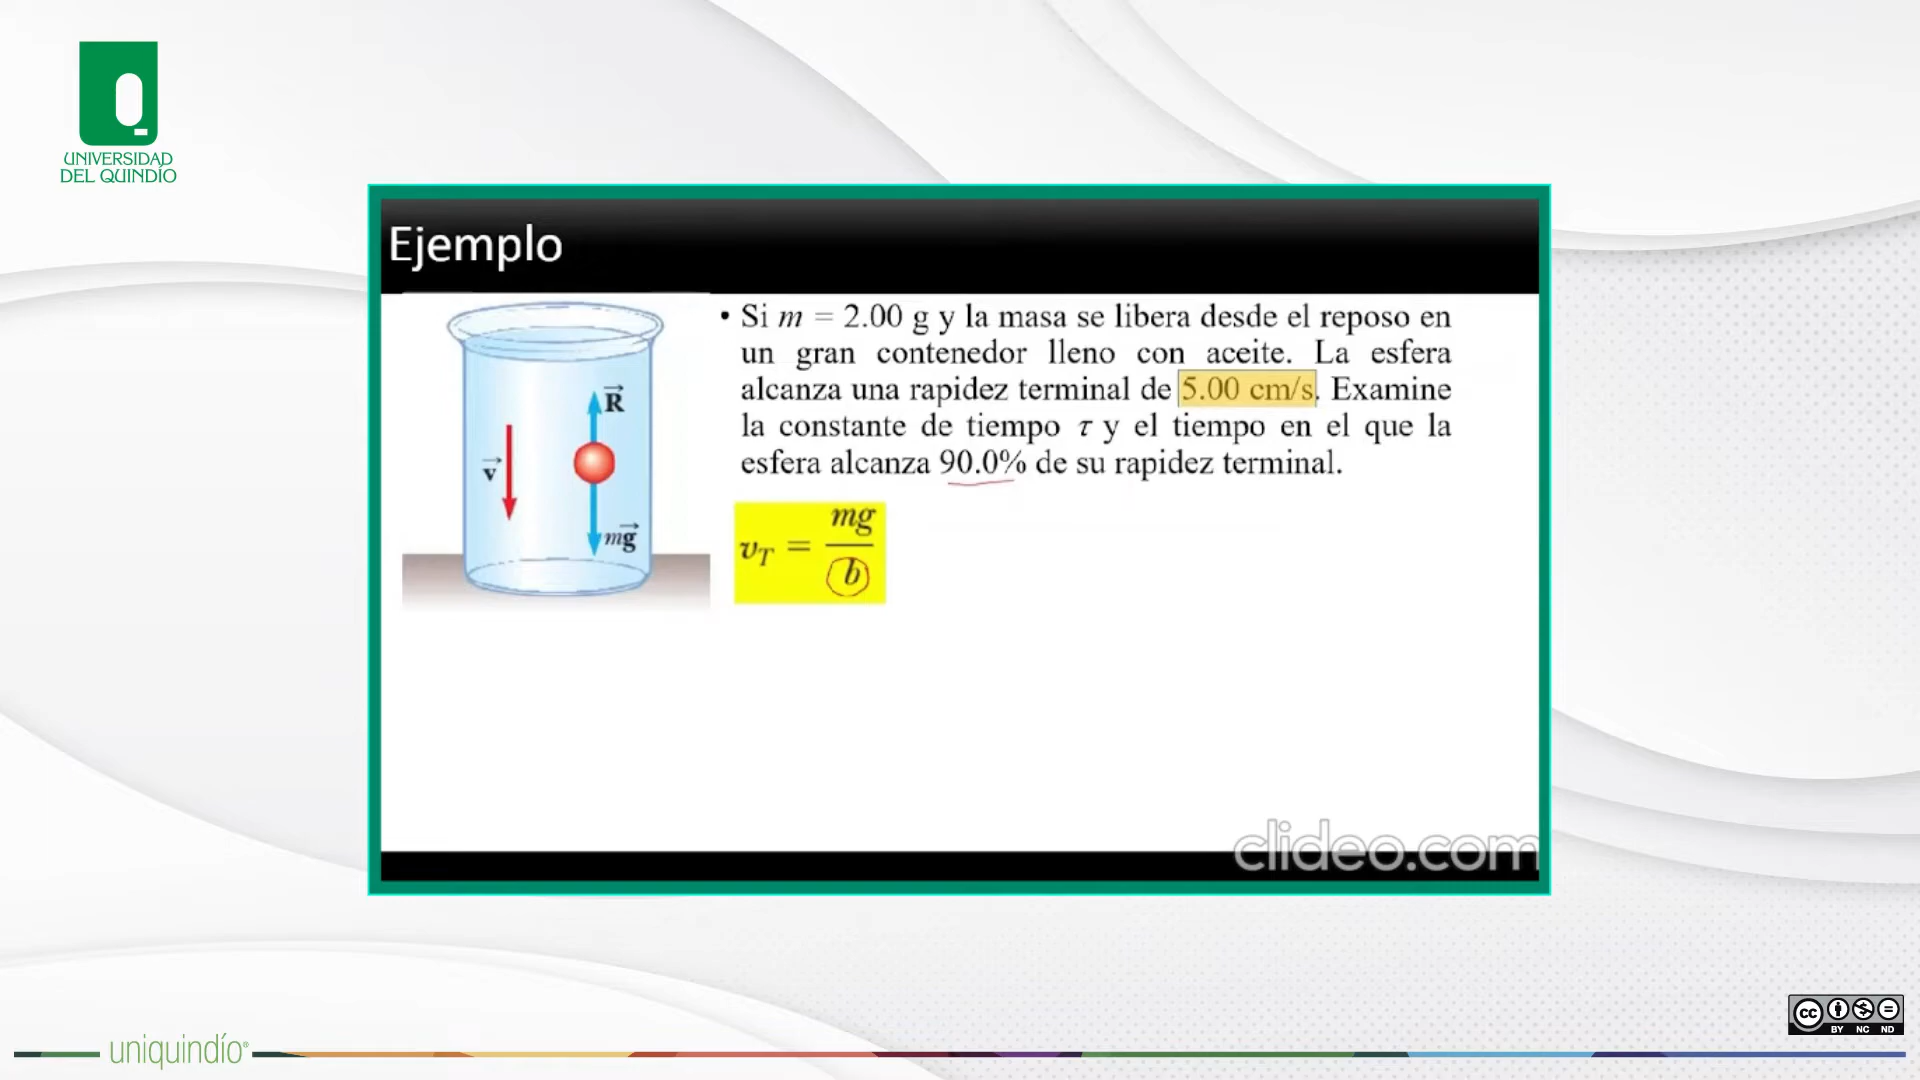 UNIVERSIDAD
DEL QUINDÍO
Ejemplo
• Si m = 2.00 g y la masa se libera desde el reposo en
un gran contenedor lleno con aceite. La esfera
alcanza una rapidez terminal de 5.00 cm/s. Examine
la constante de tiempo τ y el tiempo en el que la
esfera alcanza 90.0% de su rapidez terminal.
R
v
mg
v_T = mg / b
clideo.com
uniquindío®
cc BY NC ND